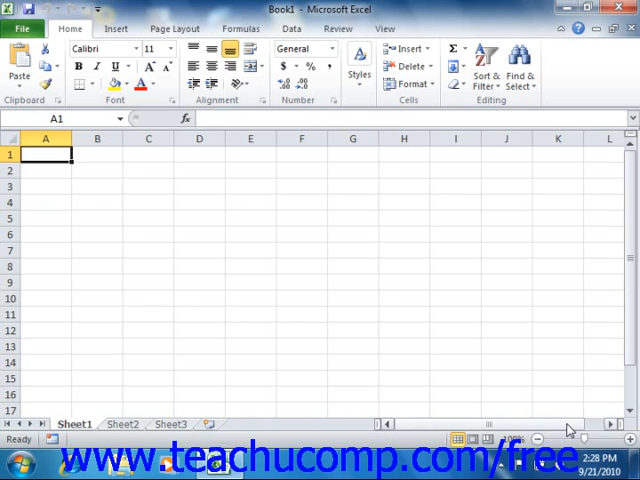 Book1 - Microsoft Excel
File Home Insert Page Layout Formulas Data Review View
Paste
Calibri 11
B I U
A
General
$ % ,
Styles
Insert
Delete
Format
Σ
Sort & Filter
Find & Select
Clipboard Font Alignment Number Cells Editing
A1 fx
A B C D E F G H I J K L
1
2
3
4
5
6
7
8
9
10
11
12
13
14
15
16
17
Sheet1 Sheet2 Sheet3
Ready 100%
www.teachucomp.com/free
2:28 PM
9/21/2010